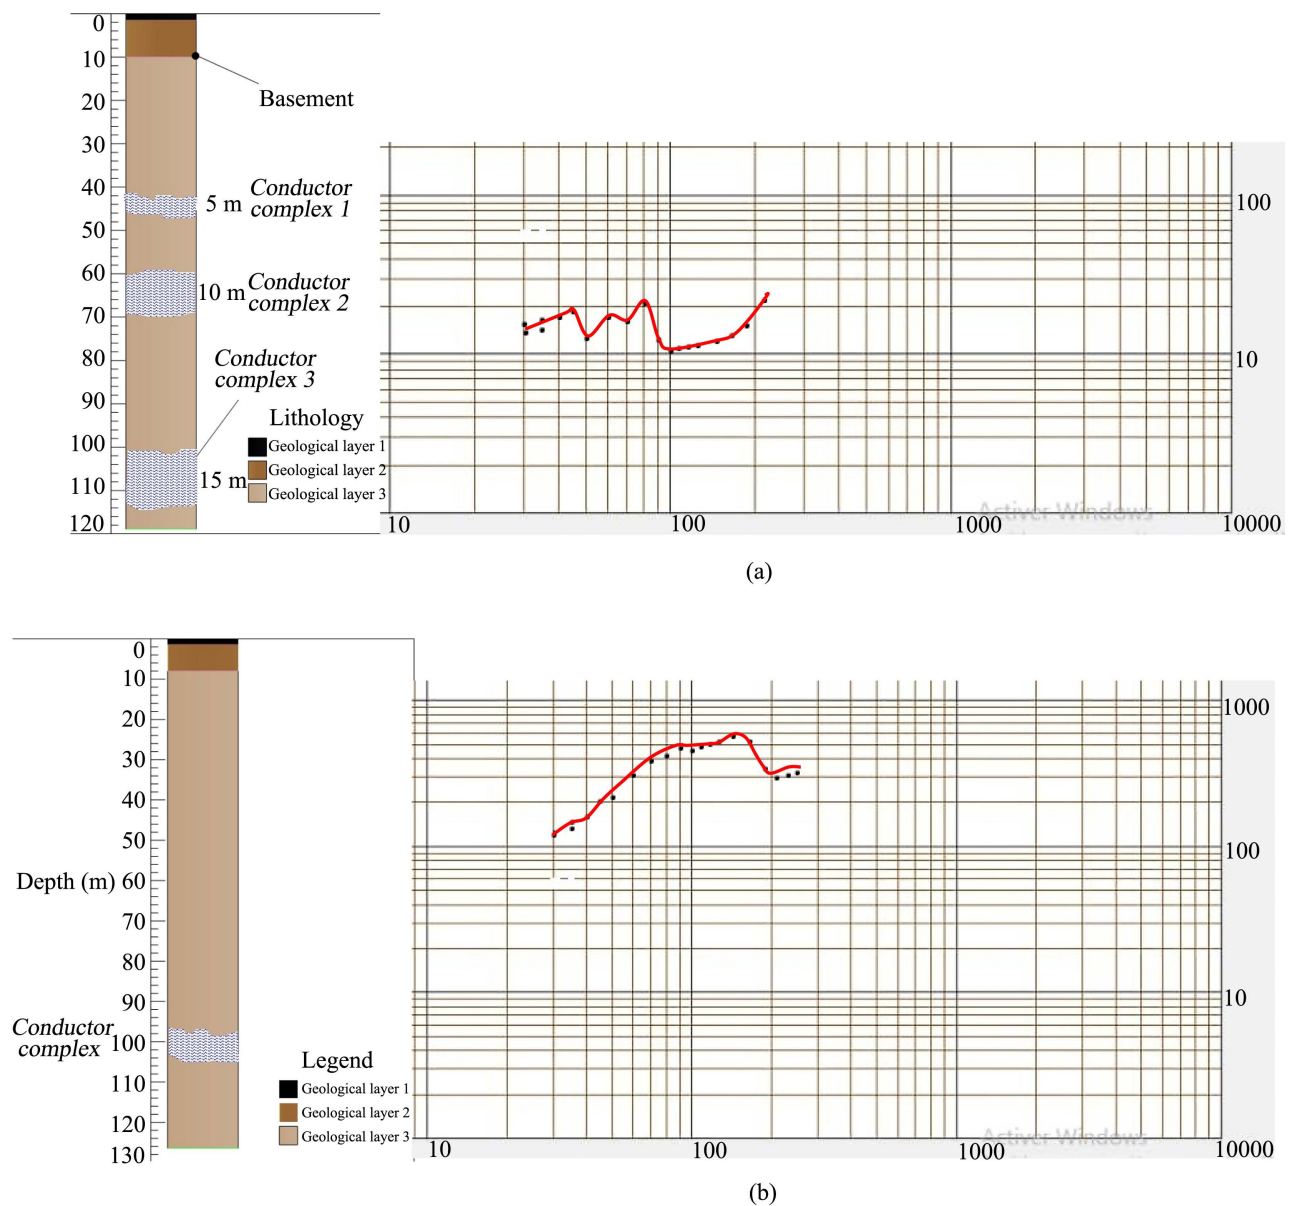 0
10
20
30
40
50
60
70
80
90
100
110
120
Basement
Conductor
complex 1
5 m
Conductor
complex 2
10 m
Conductor
complex 3
15 m
Lithology
Geological layer 1
Geological layer 2
Geological layer 3
100
10
10
100
1000
10000
Activer Windows
(a)
0
10
20
30
40
50
Depth (m) 60
70
80
90
100
110
120
130
Conductor
complex
Legend
Geological layer 1
Geological layer 2
Geological layer 3
1000
100
10
10
100
1000
10000
Activer Windows
(b)